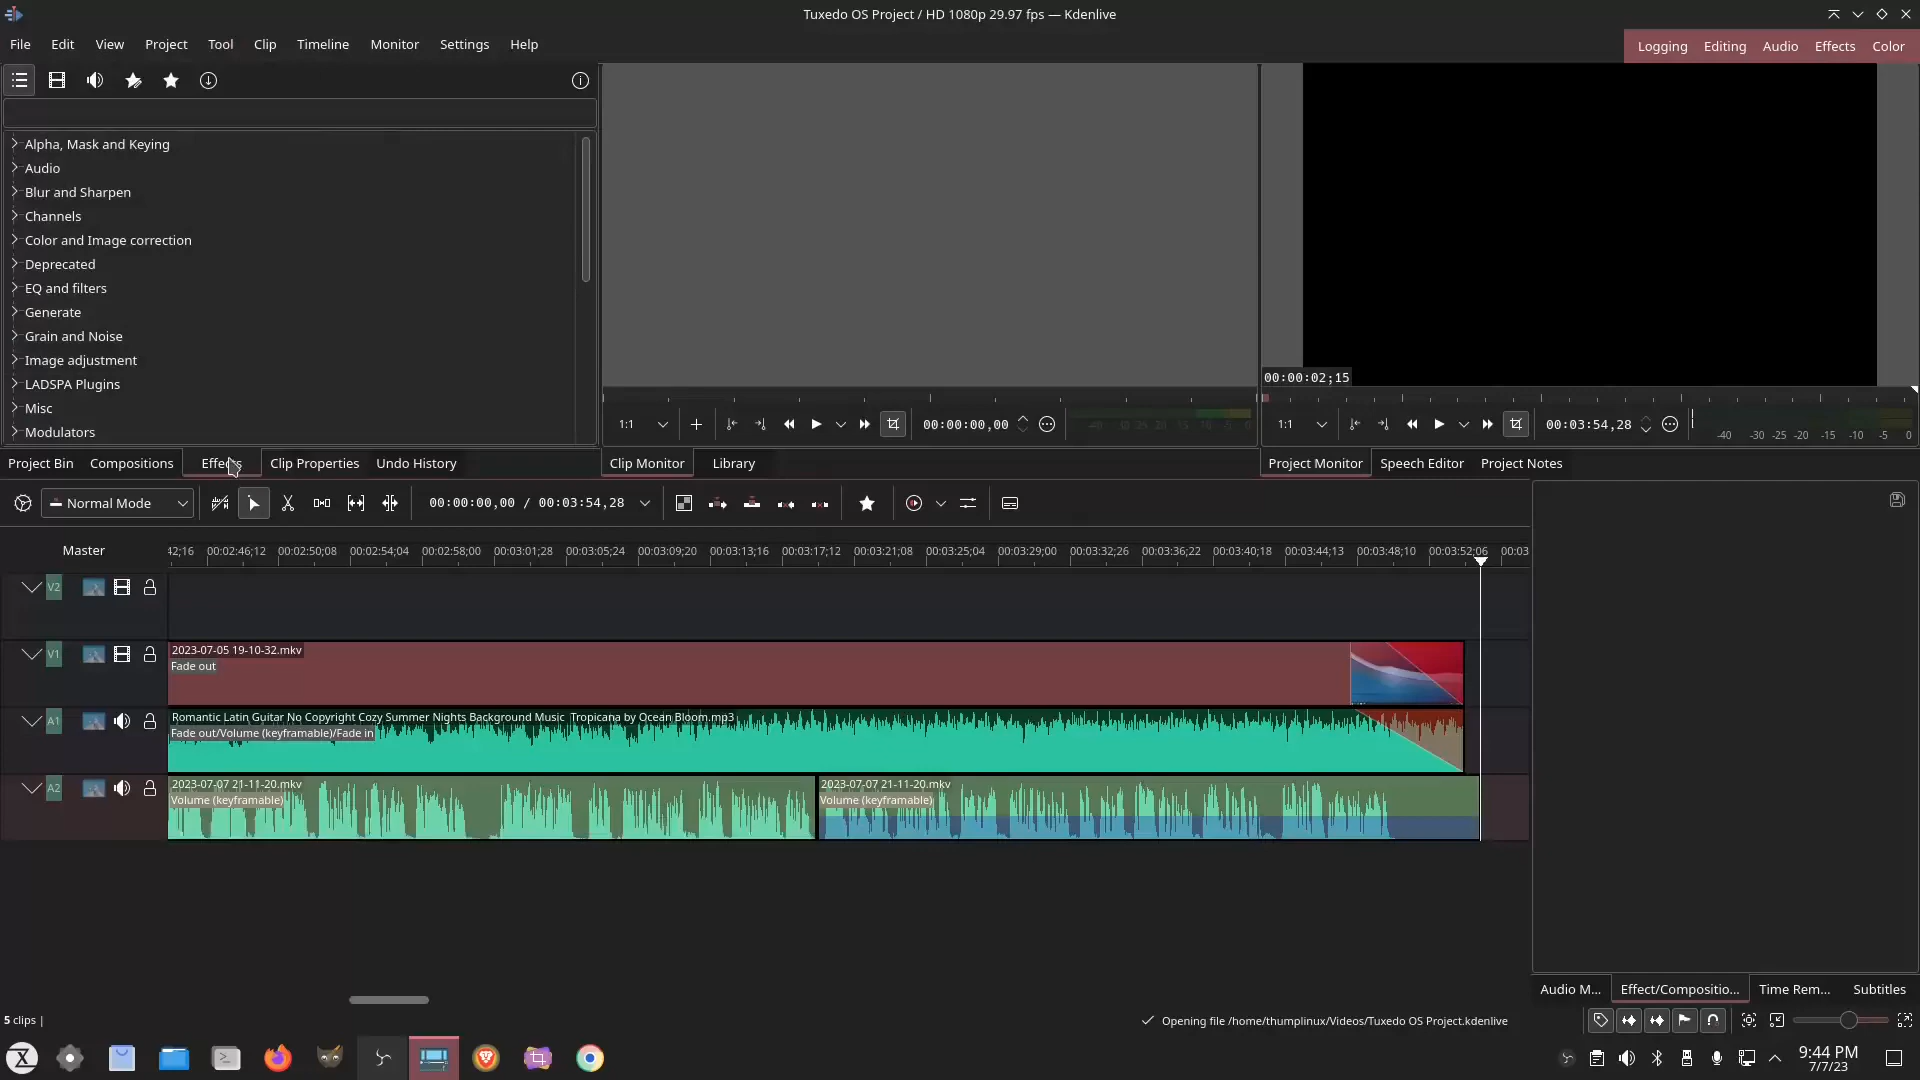 Tuxedo OS Project / HD 1080p 29.97 fps — Kdenlive
File Edit View Project Tool Clip Timeline Monitor Settings Help
Logging Editing Audio Effects Color
Alpha, Mask and Keying
Audio
Blur and Sharpen
Channels
Color and Image correction
Deprecated
EQ and filters
Generate
Grain and Noise
Image adjustment
LADSPA Plugins
Misc
Modulators
00:00:02;15
1:1 00:00:00,00
1:1 00:03:54,28
-40 -30 -25 -20 -15 -10 -5 0
Project Bin Compositions Effects Clip Properties Undo History
Clip Monitor Library
Project Monitor Speech Editor Project Notes
Normal Mode 00:00:00,00 / 00:03:54,28
Master
42;16 00:02:46;12 00:02:50;08 00:02:54;04 00:02:58;00 00:03:01;28 00:03:05;24 00:03:09;20 00:03:13;16 00:03:17;12 00:03:21;08 00:03:25;04 00:03:29;00 00:03:32;26 00:03:36;22 00:03:40;18 00:03:44;13 00:03:48;10 00:03:52;06 00:03
V2
V1
2023-07-05 19-10-32.mkv
Fade out
A1
Romantic Latin Guitar No Copyright Cozy Summer Nights Background Music Tropicana by Ocean Bloom.mp3
Fade out/Volume (keyframable)/Fade in
A2
2023-07-07 21-11-20.mkv
Volume (keyframable)
2023-07-07 21-11-20.mkv
Volume (keyframable)
Audio M... Effect/Compositio... Time Rem... Subtitles
5 clips |
Opening file /home/thumplinux/Videos/Tuxedo OS Project.kdenlive
9:44 PM
7/7/23